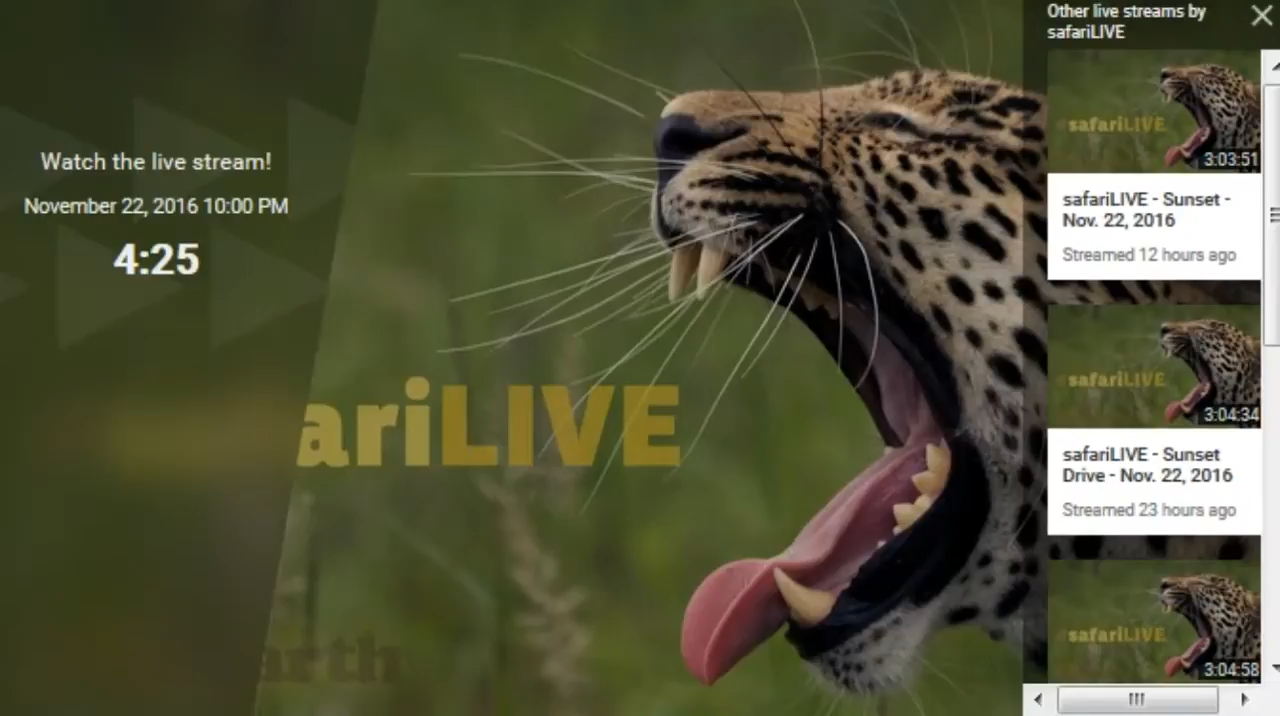 Watch the live stream!
November 22, 2016 10:00 PM
4:25
ariLIVE
arth
Other live streams by
safariLIVE
safariLIVE
3:03:51
safariLIVE - Sunset -
Nov. 22, 2016
Streamed 12 hours ago
safariLIVE
3:04:34
safariLIVE - Sunset
Drive - Nov. 22, 2016
Streamed 23 hours ago
safariLIVE
3:04:58